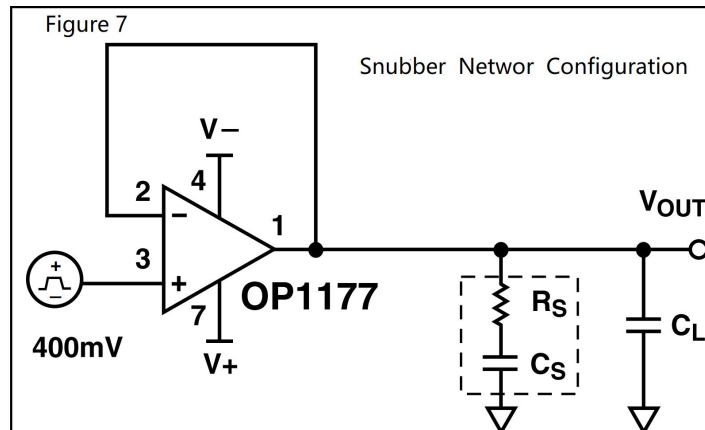 Figure 7
Snubber Networ Configuration
V−
2
4
−
1
VOUT
3
+
+
−
7
OP1177
RS
CL
400mV
V+
CS